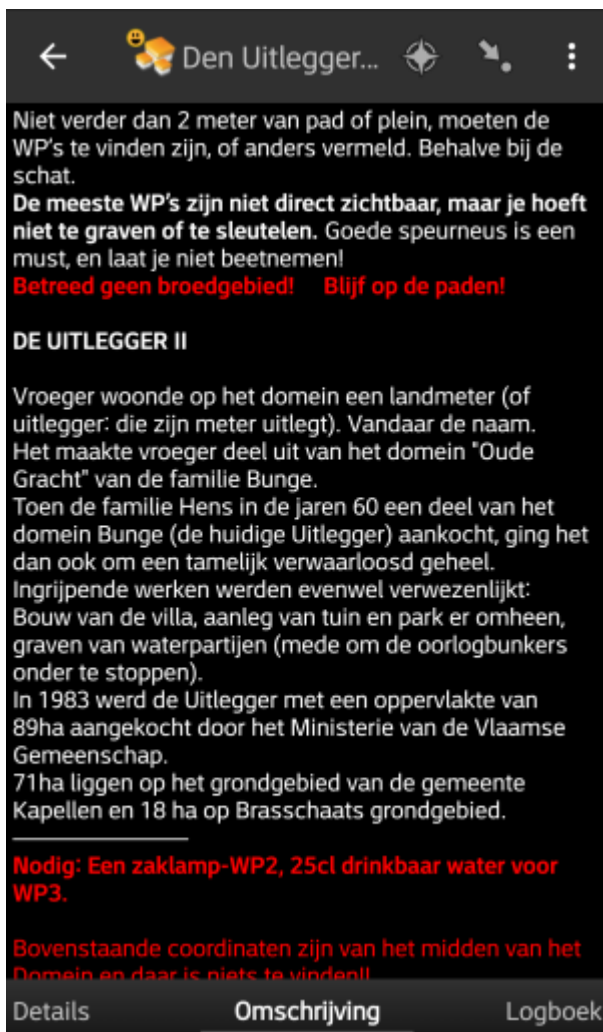 Den Uitlegger...
Niet verder dan 2 meter van pad of plein, moeten de
WP's te vinden zijn, of anders vermeld. Behalve bij de
schat.
De meeste WP's zijn niet direct zichtbaar, maar je hoeft
niet te graven of te sleutelen. Goede speurneus is een
must, en laat je niet beetnemen!
Betreed geen broedgebied! Blijf op de paden!
DE UITLEGGER II
Vroeger woonde op het domein een landmeter (of
uitlegger: die zijn meter uitlegt). Vandaar de naam.
Het maakte vroeger deel uit van het domein "Oude
Gracht" van de familie Bunge.
Toen de familie Hens in de jaren 60 een deel van het
domein Bunge (de huidige Uitlegger) aankocht, ging het
dan ook om een tamelijk verwaarloosd geheel.
Ingrijpende werken werden evenwel verwezenlijkt:
Bouw van de villa, aanleg van tuin en park er omheen,
graven van waterpartijen (mede om de oorlogbunkers
onder te stoppen).
In 1983 werd de Uitlegger met een oppervlakte van
89ha aangekocht door het Ministerie van de Vlaamse
Gemeenschap.
71ha liggen op het grondgebied van de gemeente
Kapellen en 18 ha op Brasschaats grondgebied.
Nodig: Een zaklamp-WP2, 25cl drinkbaar water voor
WP3.
Bovenstaande coordinaten zijn van het midden van het
Domein en daar is niets te vinden!!
Details Omschrijving Logboek